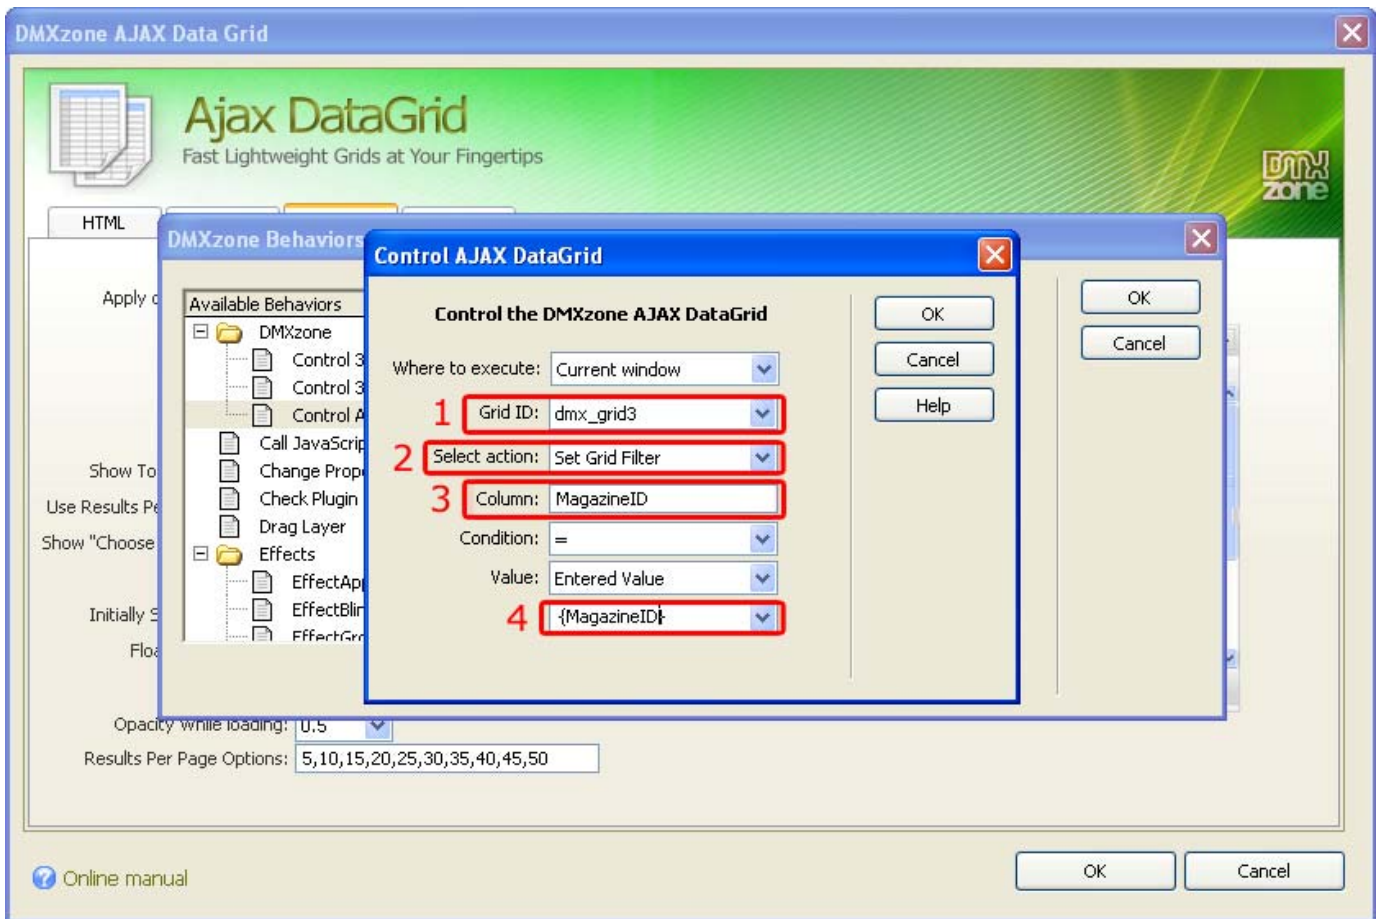 DMXzone AJAX Data Grid
Ajax DataGrid
Fast Lightweight Grids at Your Fingertips
DMX
zone
HTML
DMXzone Behaviors
Control AJAX DataGrid
Apply
Available Behaviors
Control the DMXzone AJAX DataGrid
OK
OK
DMXzone
Cancel
Control 3
Where to execute: Current window
Cancel
Control 3
1 Grid ID: dmx_grid3
Help
Control A
Call JavaScrip
2 Select action: Set Grid Filter
Show To
Change Prop
3 Column: MagazineID
Use Results Pe
Check Plugin
Drag Layer
Show "Choose
Condition: =
Effects
Value: Entered Value
EffectAp
Initially S
EffectBlin
4 {MagazineID}
EffectGro
Floa
Opacity While loading: 0.5
Results Per Page Options: 5,10,15,20,25,30,35,40,45,50
Online manual
OK
Cancel